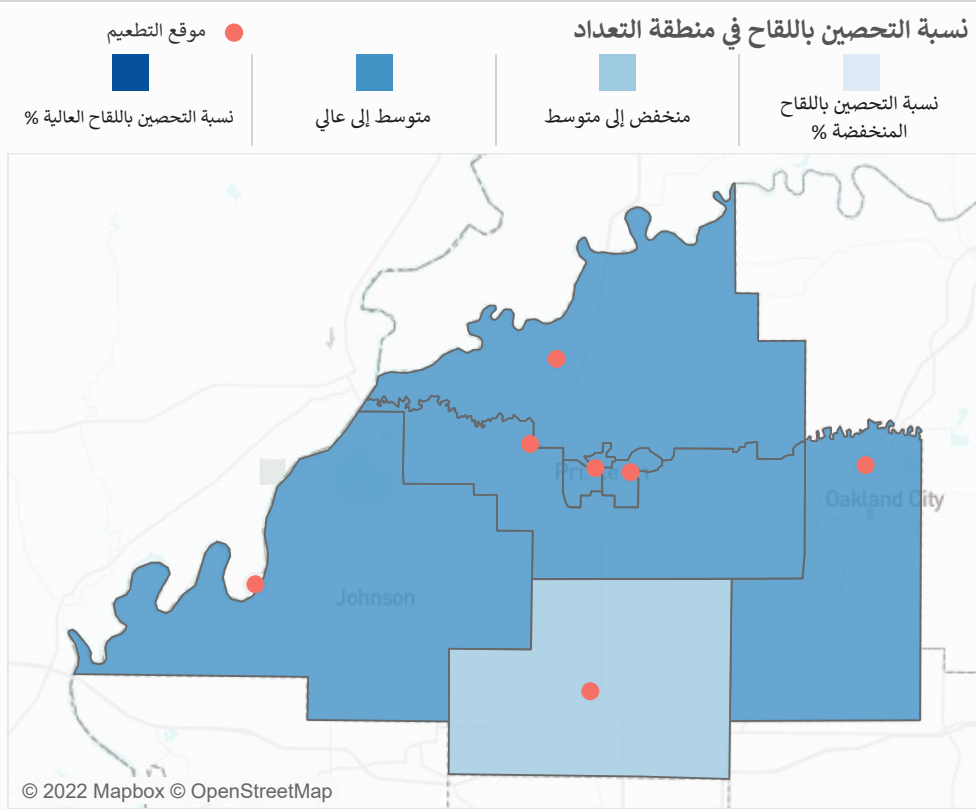 نسبة التحصين باللقاح في منطقة التعداد
موقع التطعيم
نسبة التحصين باللقاح
المنخفضة %
منخفض إلى متوسط
متوسط إلى عالي
نسبة التحصين باللقاح العالية %
Oakland City
Johnson
© 2022 Mapbox © OpenStreetMap